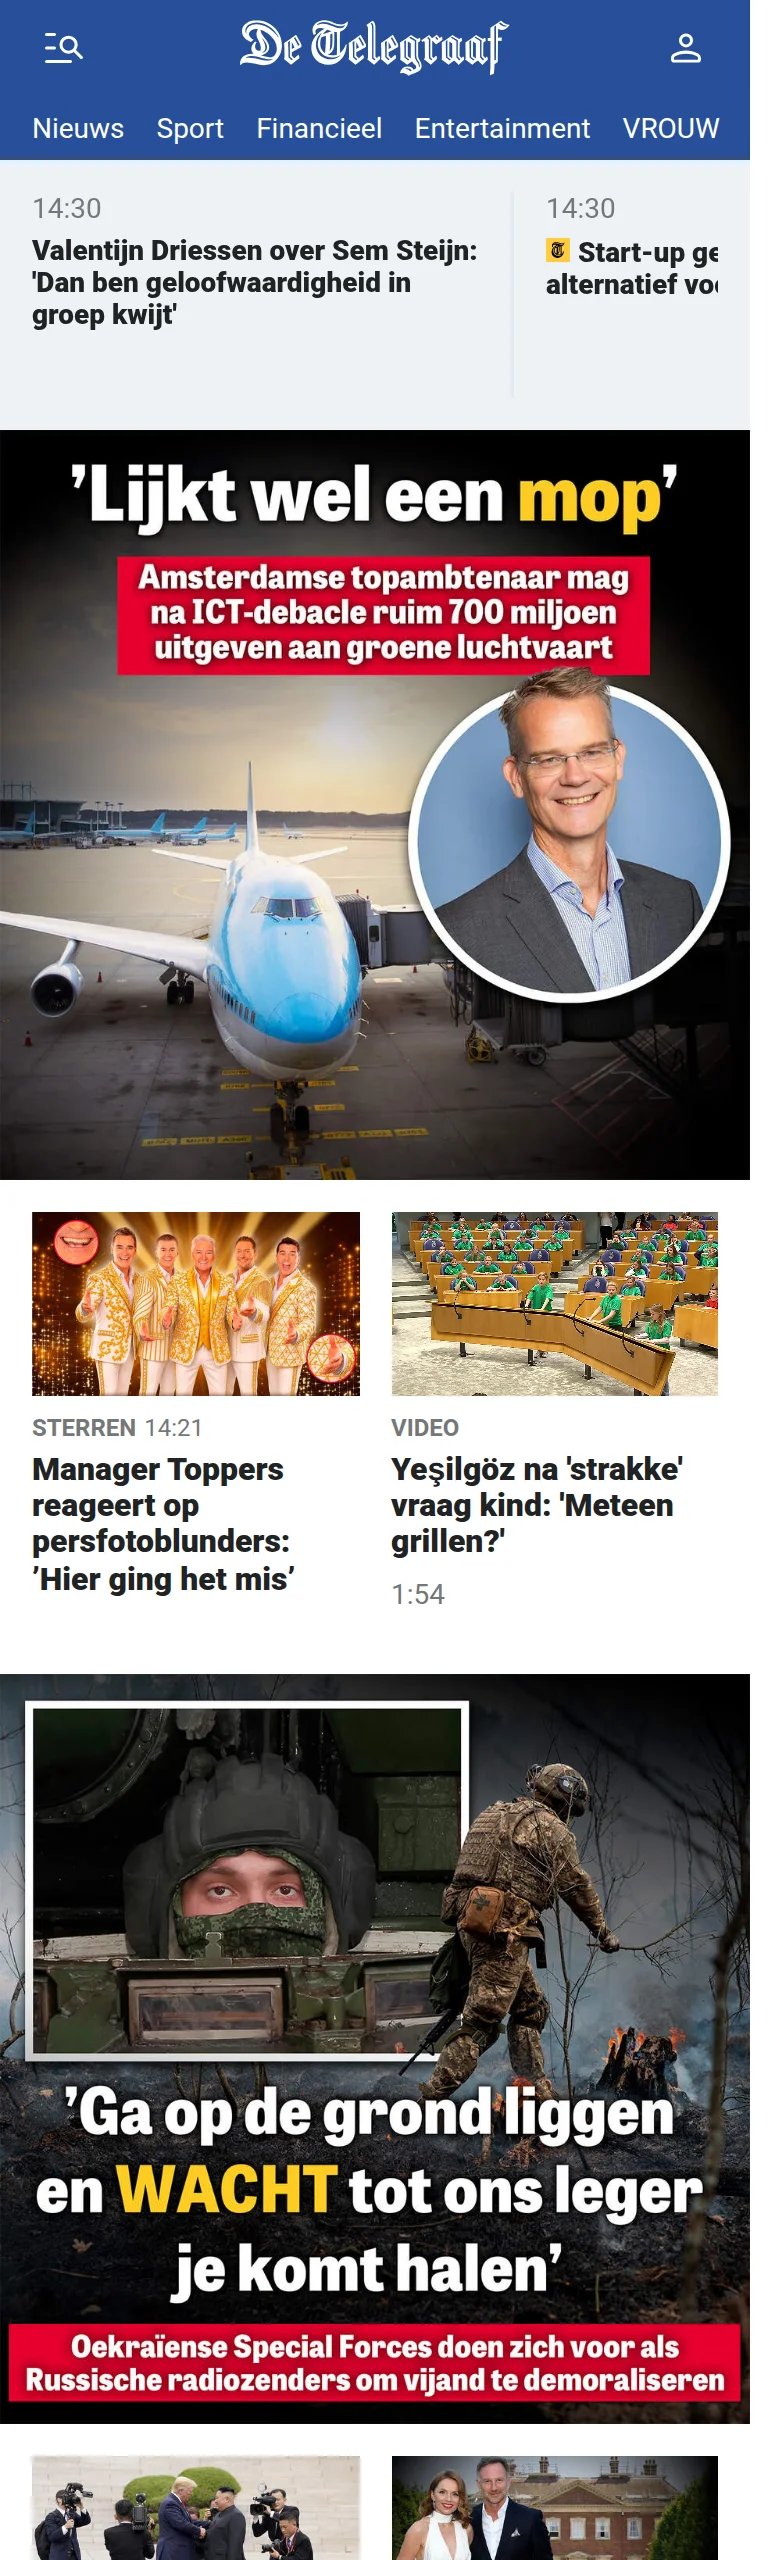 De Telegraaf
Nieuws Sport Financieel Entertainment VROUW
14:30
Valentijn Driessen over Sem Steijn:
'Dan ben geloofwaardigheid in
groep kwijt'
14:30
Start-up ge
alternatief voo
’Lijkt wel een mop’
Amsterdamse topambtenaar mag
na ICT-debacle ruim 700 miljoen
uitgeven aan groene luchtvaart
STERREN 14:21
Manager Toppers
reageert op
persfotoblunders:
’Hier ging het mis’
VIDEO
Yeşilgöz na 'strakke'
vraag kind: 'Meteen
grillen?'
1:54
’Ga op de grond liggen
en WACHT tot ons leger
je komt halen’
Oekraïense Special Forces doen zich voor als
Russische radiozenders om vijand te demoraliseren